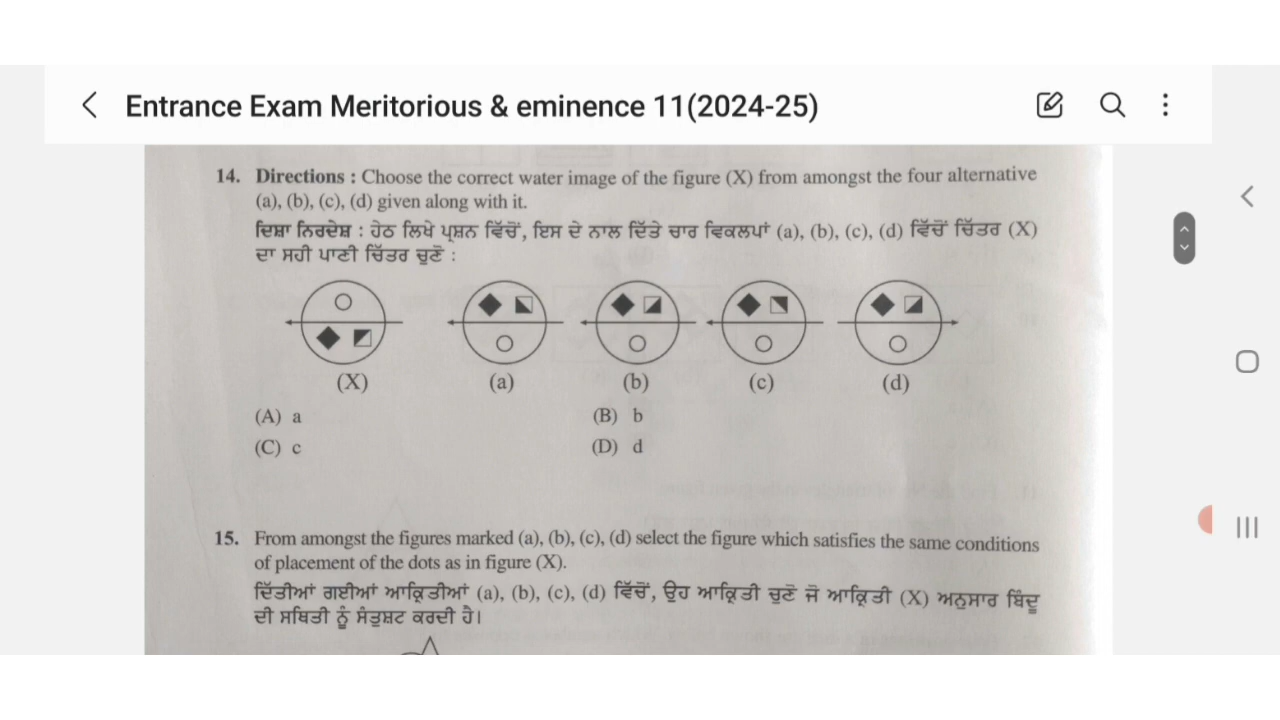 Entrance Exam Meritorious & eminence 11(2024-25)
14. Directions : Choose the correct water image of the figure (X) from amongst the four alternative
(a), (b), (c), (d) given along with it.
ਦਿਸ਼ਾ ਨਿਰਦੇਸ਼ : ਹੇਠ ਲਿਖੇ ਪ੍ਰਸ਼ਨ ਵਿੱਚੋਂ, ਇਸ ਦੇ ਨਾਲ ਦਿੱਤੇ ਚਾਰ ਵਿਕਲਪਾਂ (a), (b), (c), (d) ਵਿੱਚੋਂ ਚਿੱਤਰ (X)
ਦਾ ਸਹੀ ਪਾਣੀ ਚਿੱਤਰ ਚੁਣੋ :
(X) (a) (b) (c) (d)
(A) a (B) b
(C) c (D) d
15. From amongst the figures marked (a), (b), (c), (d) select the figure which satisfies the same conditions
of placement of the dots as in figure (X).
ਦਿੱਤੀਆਂ ਗਈਆਂ ਆਕ੍ਰਿਤੀਆਂ (a), (b), (c), (d) ਵਿੱਚੋਂ, ਉਹ ਆਕ੍ਰਿਤੀ ਚੁਣੋ ਜੋ ਆਕ੍ਰਿਤੀ (X) ਅਨੁਸਾਰ ਬਿੰਦੂ
ਦੀ ਸਥਿਤੀ ਨੂੰ ਸੰਤੁਸ਼ਟ ਕਰਦੀ ਹੈ।